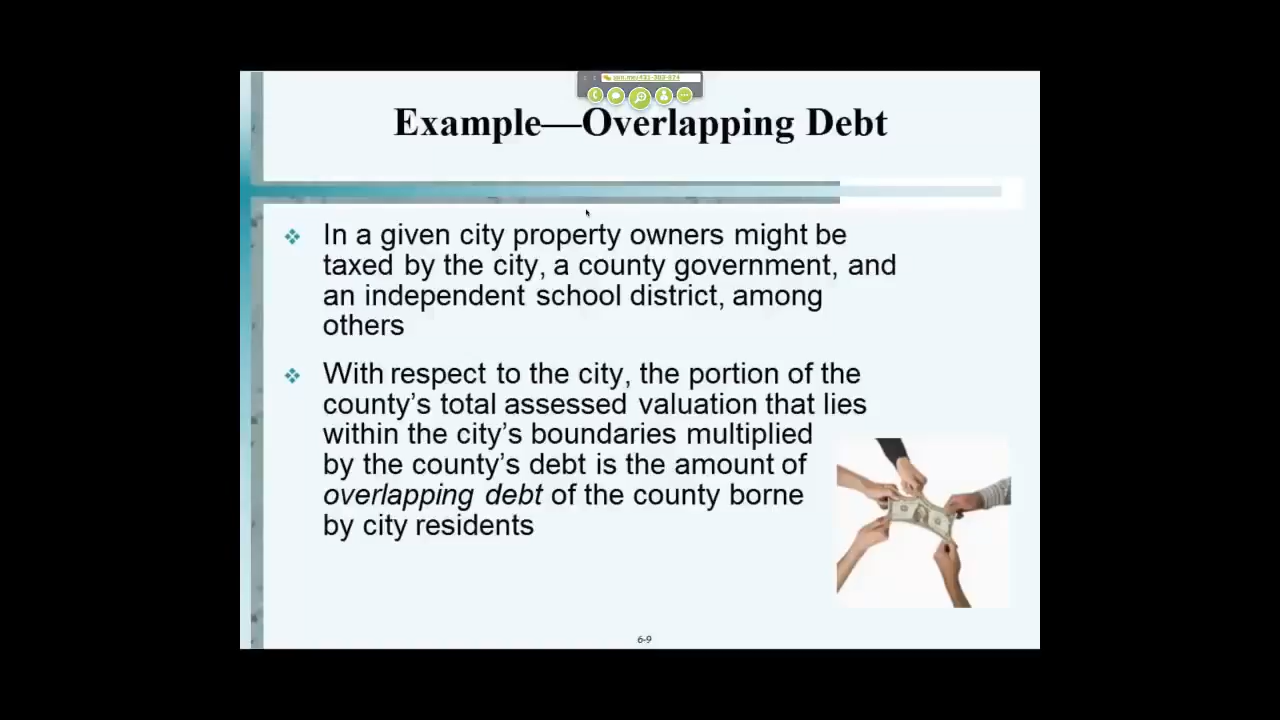 Example—Overlapping Debt
In a given city property owners might be
taxed by the city, a county government, and
an independent school district, among
others
With respect to the city, the portion of the
county’s total assessed valuation that lies
within the city’s boundaries multiplied
by the county’s debt is the amount of
overlapping debt of the county borne
by city residents
6-9